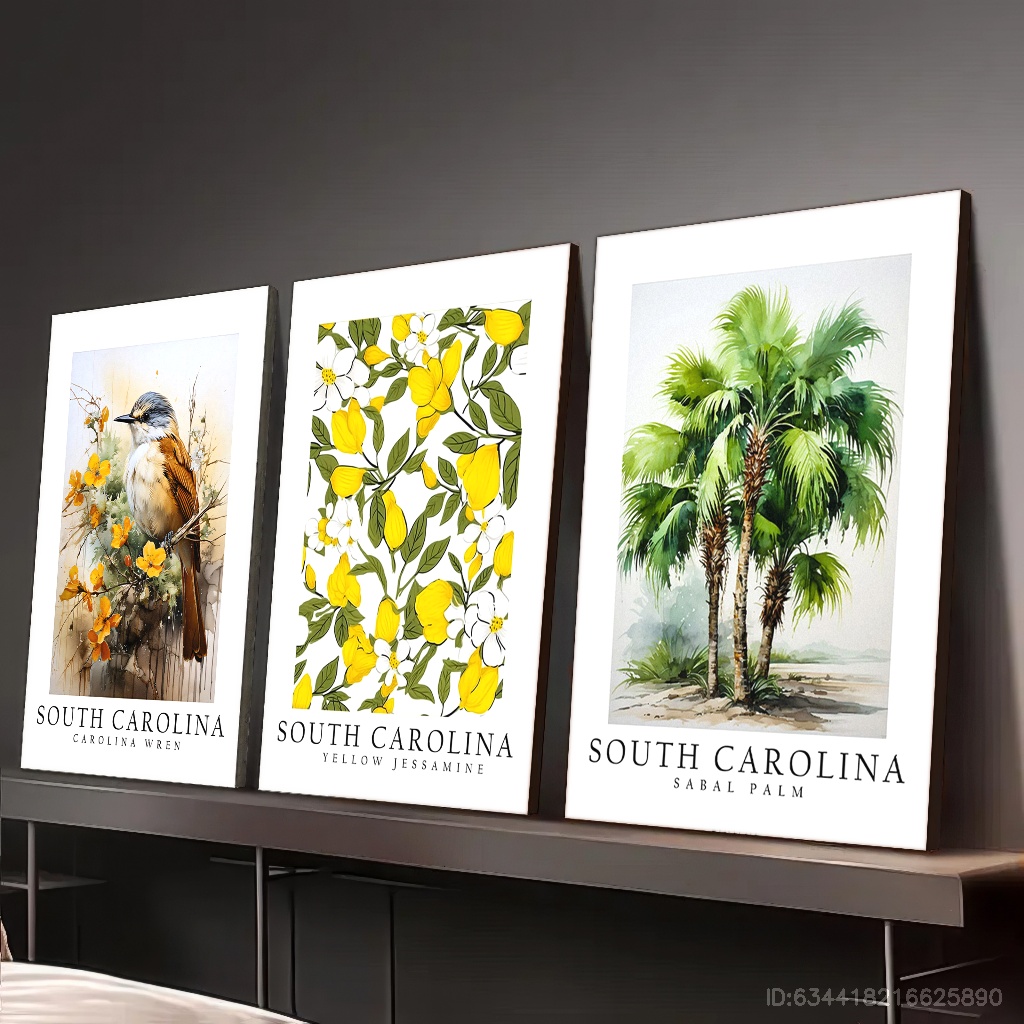 SOUTH CAROLINA
CAROLINA WREN
SOUTH CAROLINA
YELLOW JESSAMINE
SOUTH CAROLINA
SABAL PALM
ID:634418216625890